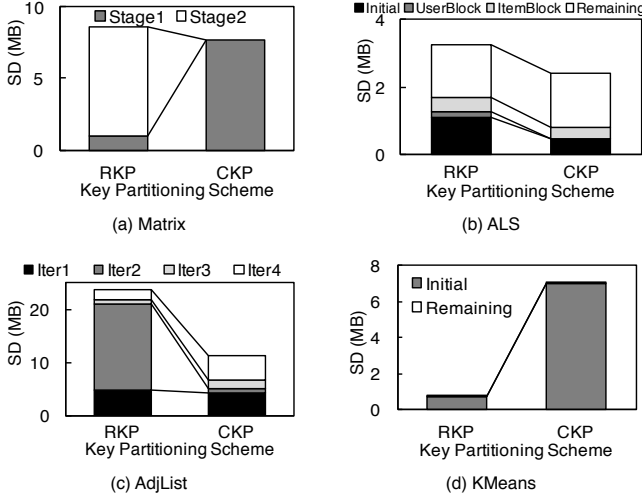 10
5
0
SD (MB)
Stage1 Stage2
RKP CKP
Key Partitioning Scheme
(a) Matrix
Initial UserBlock ItemBlock Remaining
4
2
0
SD (MB)
RKP CKP
Key Partitioning Scheme
(b) ALS
Iter1 Iter2 Iter3 Iter4
20
10
0
SD (MB)
RKP CKP
Key Partitioning Scheme
(c) AdjList
8
6
4
2
0
SD (MB)
Initial
Remaining
RKP CKP
Key Partitioning Scheme
(d) KMeans